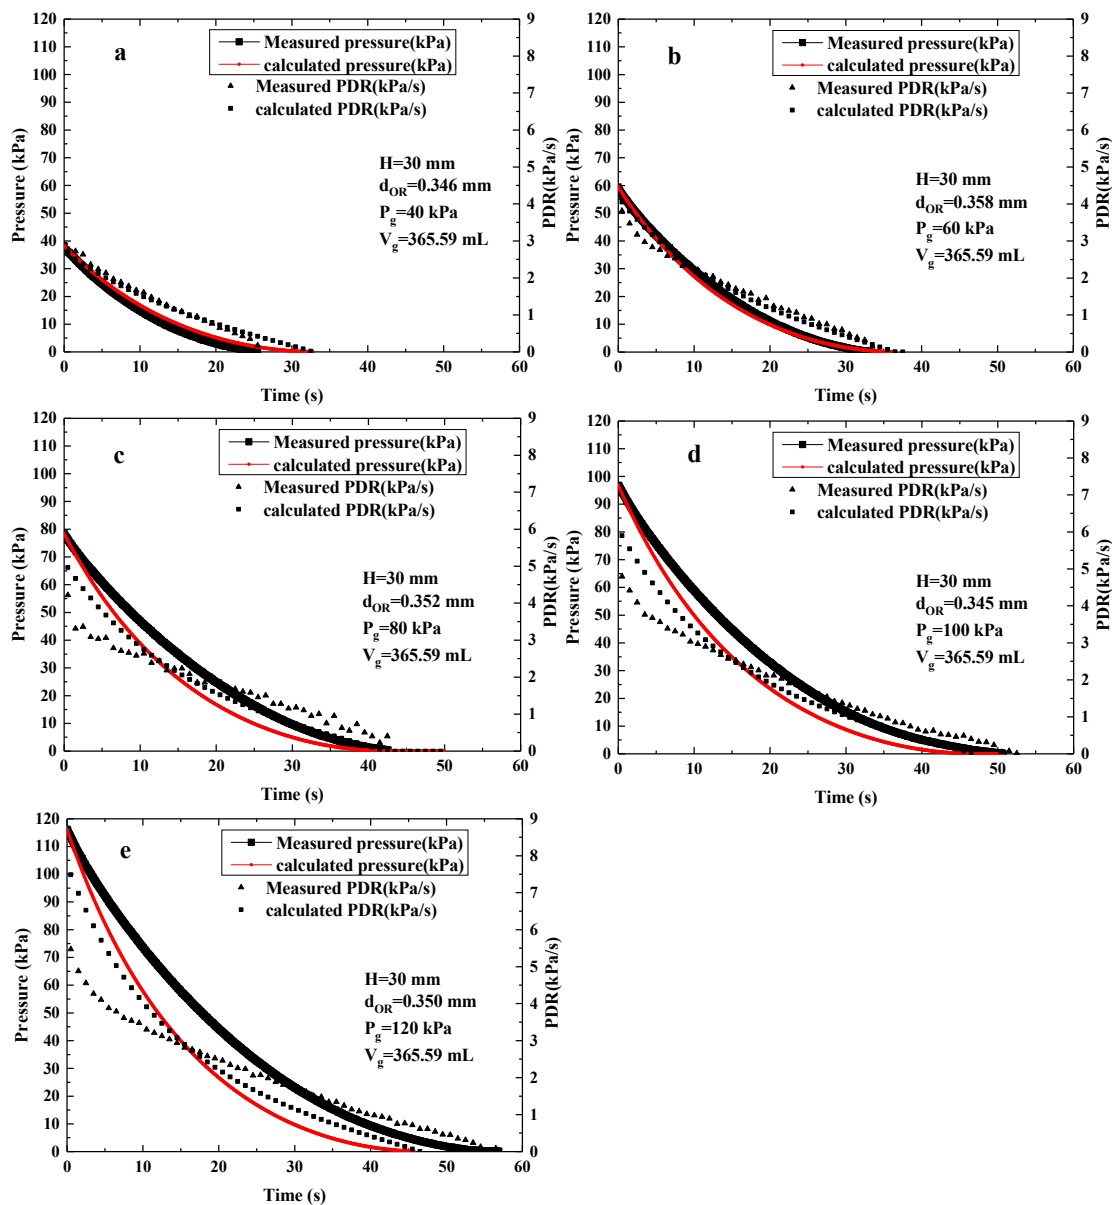 a
Measured pressure(kPa)
calculated pressure(kPa)
Measured PDR(kPa/s)
calculated PDR(kPa/s)
H=30 mm
dOR=0.346 mm
Pg=40 kPa
Vg=365.59 mL
120
110
100
90
80
70
60
50
40
30
20
10
0
Pressure (kPa)
9
8
7
6
5
4
3
2
1
0
PDR(kPa/s)
0 10 20 30 40 50 60
Time (s)
b
Measured pressure(kPa)
calculated pressure(kPa)
Measured PDR(kPa/s)
calculated PDR(kPa/s)
H=30 mm
dOR=0.358 mm
Pg=60 kPa
Vg=365.59 mL
120
110
100
90
80
70
60
50
40
30
20
10
0
Pressure (kPa)
9
8
7
6
5
4
3
2
1
0
PDR(kPa/s)
0 10 20 30 40 50 60
Time (s)
c
Measured pressure(kPa)
calculated pressure(kPa)
Measured PDR(kPa/s)
calculated PDR(kPa/s)
H=30 mm
dOR=0.352 mm
Pg=80 kPa
Vg=365.59 mL
120
110
100
90
80
70
60
50
40
30
20
10
0
Pressure (kPa)
9
8
7
6
5
4
3
2
1
0
PDR(kPa/s)
0 10 20 30 40 50 60
Time (s)
d
Measured pressure(kPa)
calculated pressure(kPa)
Measured PDR(kPa/s)
calculated PDR(kPa/s)
H=30 mm
dOR=0.345 mm
Pg=100 kPa
Vg=365.59 mL
120
110
100
90
80
70
60
50
40
30
20
10
0
Pressure (kPa)
9
8
7
6
5
4
3
2
1
0
PDR(kPa/s)
0 10 20 30 40 50 60
Time (s)
e
Measured pressure(kPa)
calculated pressure(kPa)
Measured PDR(kPa/s)
calculated PDR(kPa/s)
H=30 mm
dOR=0.350 mm
Pg=120 kPa
Vg=365.59 mL
120
110
100
90
80
70
60
50
40
30
20
10
0
Pressure (kPa)
9
8
7
6
5
4
3
2
1
0
PDR(kPa/s)
0 10 20 30 40 50 60
Time (s)